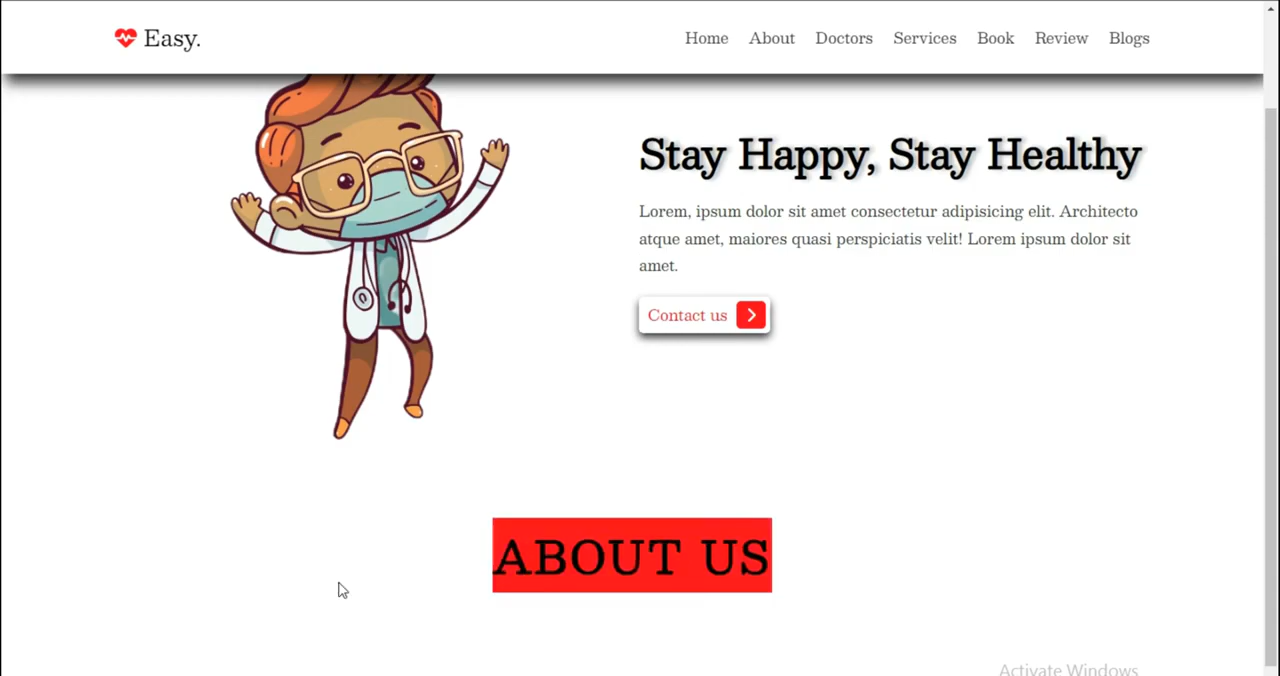 Easy.
Home About Doctors Services Book Review Blogs
Stay Happy, Stay Healthy
Lorem, ipsum dolor sit amet consectetur adipisicing elit. Architecto
atque amet, maiores quasi perspiciatis velit! Lorem ipsum dolor sit
amet.
Contact us
ABOUT US
Activate Windows